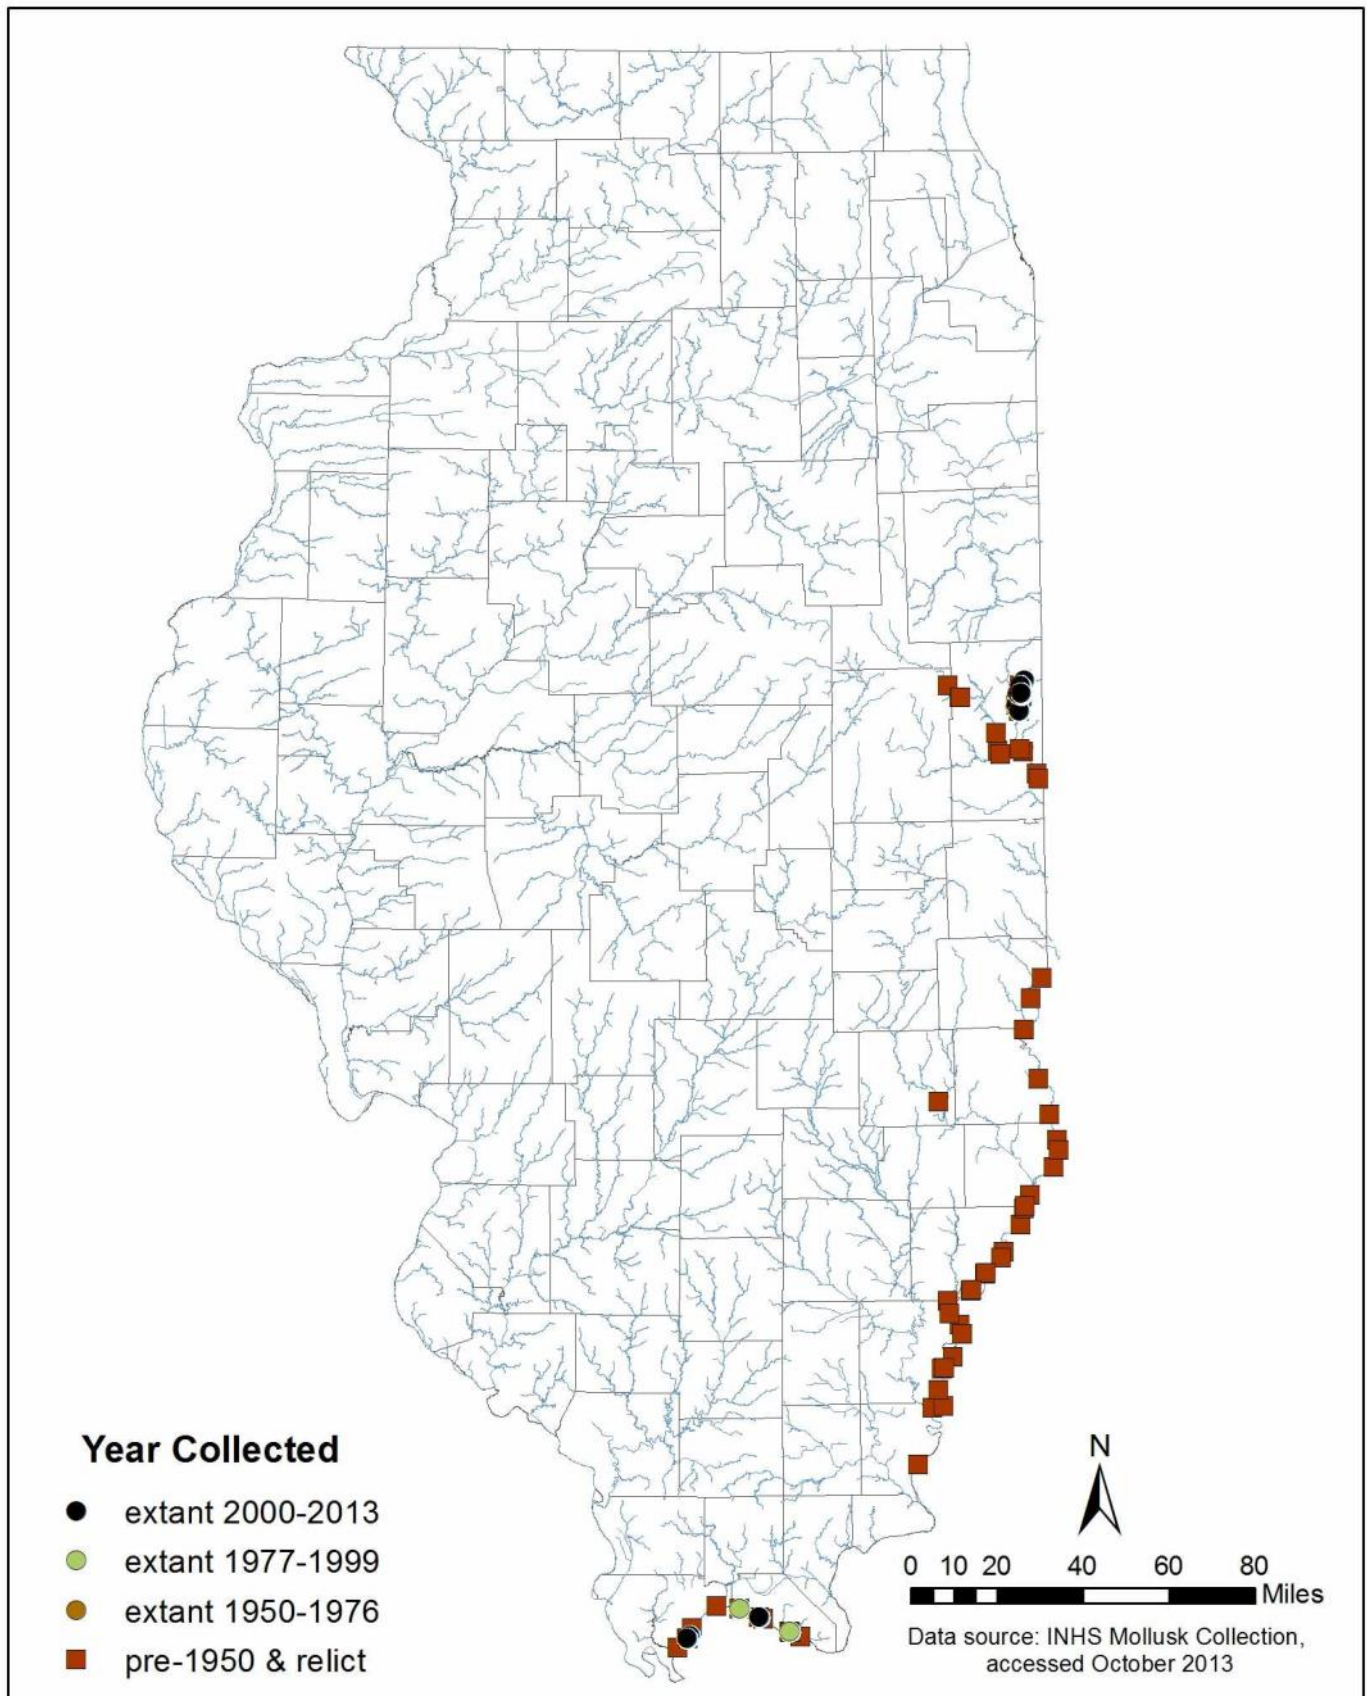 Year Collected
extant 2000-2013
extant 1977-1999
extant 1950-1976
pre-1950 & relict
N
0 10 20 40 60 80
Miles
Data source: INHS Mollusk Collection,
accessed October 2013